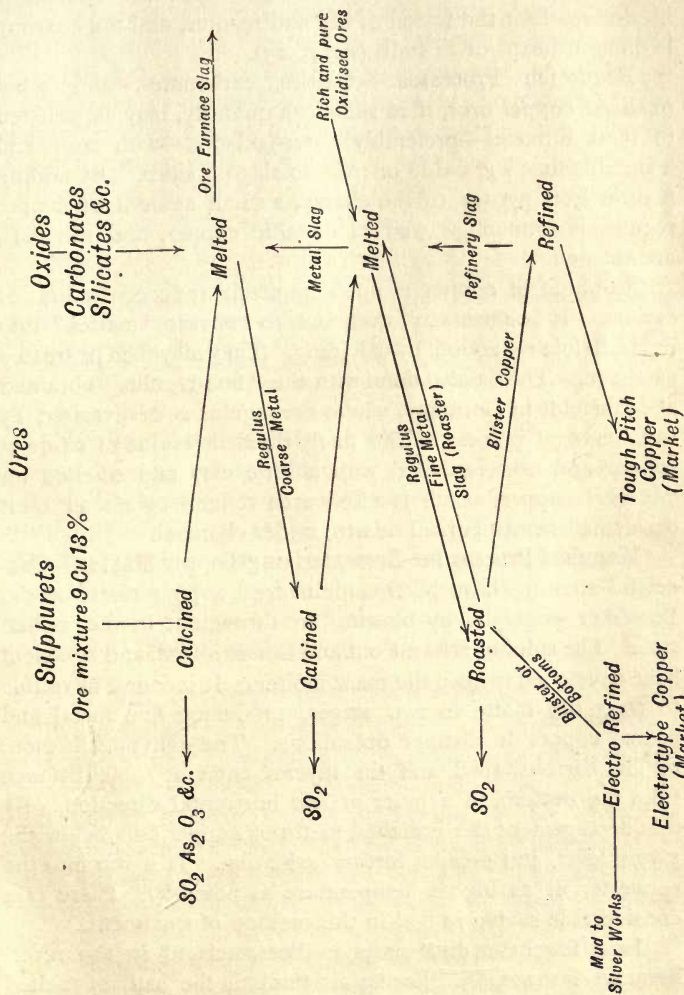 Ores
Sulphurets
Ore mixture 9 Cu 13%
Oxides
Carbonates
Silicates &c.
SO2 As2 O3 &c.
Calcined
Melted
Ore Furnace Slag
Regulus
Coarse Metal
Metal Slag
Rich and pure
Oxidised Ores
SO2
Calcined
Melted
Regulus
Fine Metal
Slag (Roaster)
Refinery Slag
SO2
Roasted
Blister Copper
Refined
Blister or
Bottoms
Tough Pitch
Copper
(Market)
Mud to
Silver Works
Electro Refined
Electrotype Copper
(Market)